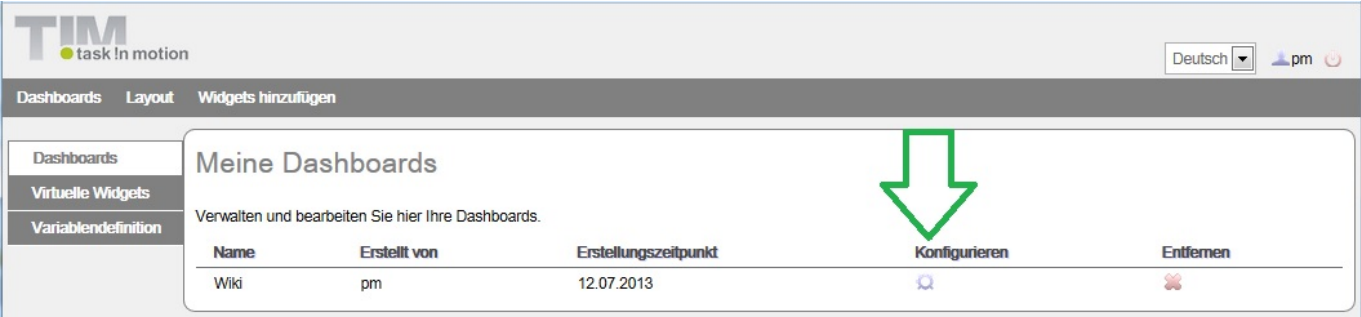 TIM
task !n motion
Deutsch pm
Dashboards Layout Widgets hinzufügen
Dashboards
Virtuelle Widgets
Variablendefinition
Meine Dashboards
Verwalten und bearbeiten Sie hier Ihre Dashboards.
Name Erstellt von Erstellungszeitpunkt Konfigurieren Entfernen
Wiki pm 12.07.2013